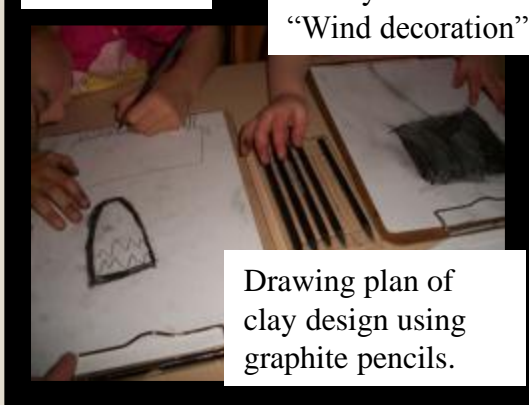 “Wind decoration”
Drawing plan of
clay design using
graphite pencils.